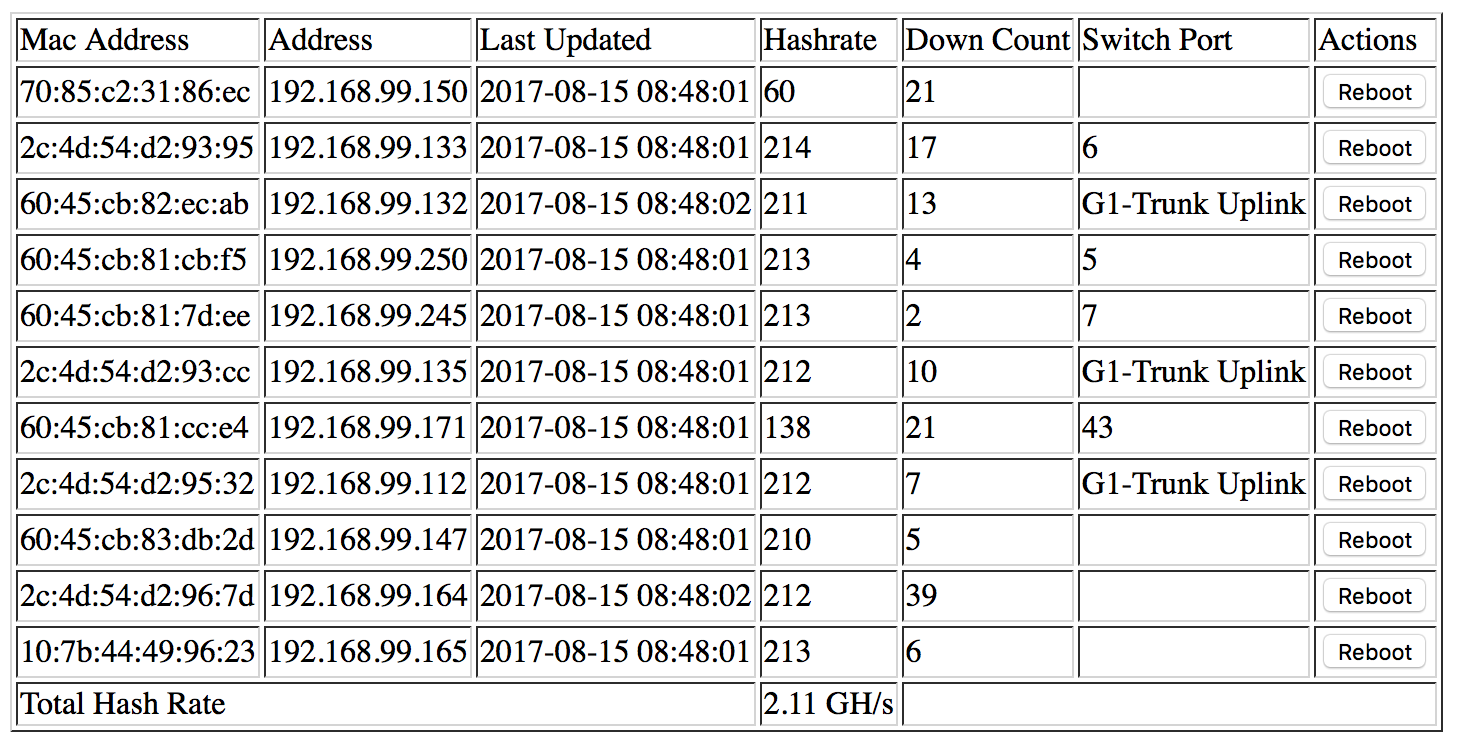 Mac Address Address Last Updated Hashrate Down Count Switch Port Actions
70:85:c2:31:86:ec 192.168.99.150 2017-08-15 08:48:01 60 21 Reboot
2c:4d:54:d2:93:95 192.168.99.133 2017-08-15 08:48:01 214 17 6 Reboot
60:45:cb:82:ec:ab 192.168.99.132 2017-08-15 08:48:02 211 13 G1-Trunk Uplink Reboot
60:45:cb:81:cb:f5 192.168.99.250 2017-08-15 08:48:01 213 4 5 Reboot
60:45:cb:81:7d:ee 192.168.99.245 2017-08-15 08:48:01 213 2 7 Reboot
2c:4d:54:d2:93:cc 192.168.99.135 2017-08-15 08:48:01 212 10 G1-Trunk Uplink Reboot
60:45:cb:81:cc:e4 192.168.99.171 2017-08-15 08:48:01 138 21 43 Reboot
2c:4d:54:d2:95:32 192.168.99.112 2017-08-15 08:48:01 212 7 G1-Trunk Uplink Reboot
60:45:cb:83:db:2d 192.168.99.147 2017-08-15 08:48:01 210 5 Reboot
2c:4d:54:d2:96:7d 192.168.99.164 2017-08-15 08:48:02 212 39 Reboot
10:7b:44:49:96:23 192.168.99.165 2017-08-15 08:48:01 213 6 Reboot
Total Hash Rate 2.11 GH/s